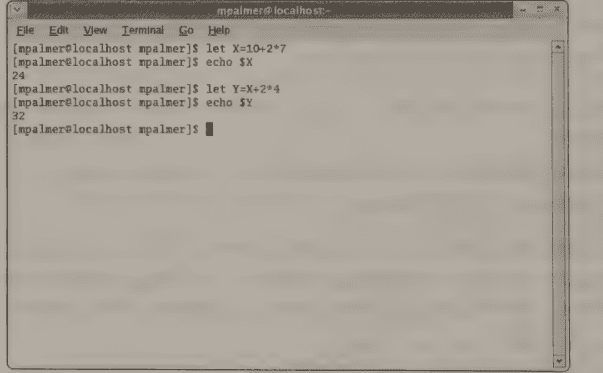 mpalmer@localhost:~
File Edit View Terminal Go Help
[mpalmer@localhost mpalmer]$ let X=10+2*7
[mpalmer@localhost mpalmer]$ echo $X
24
[mpalmer@localhost mpalmer]$ let Y=X+2*4
[mpalmer@localhost mpalmer]$ echo $Y
32
[mpalmer@localhost mpalmer]$